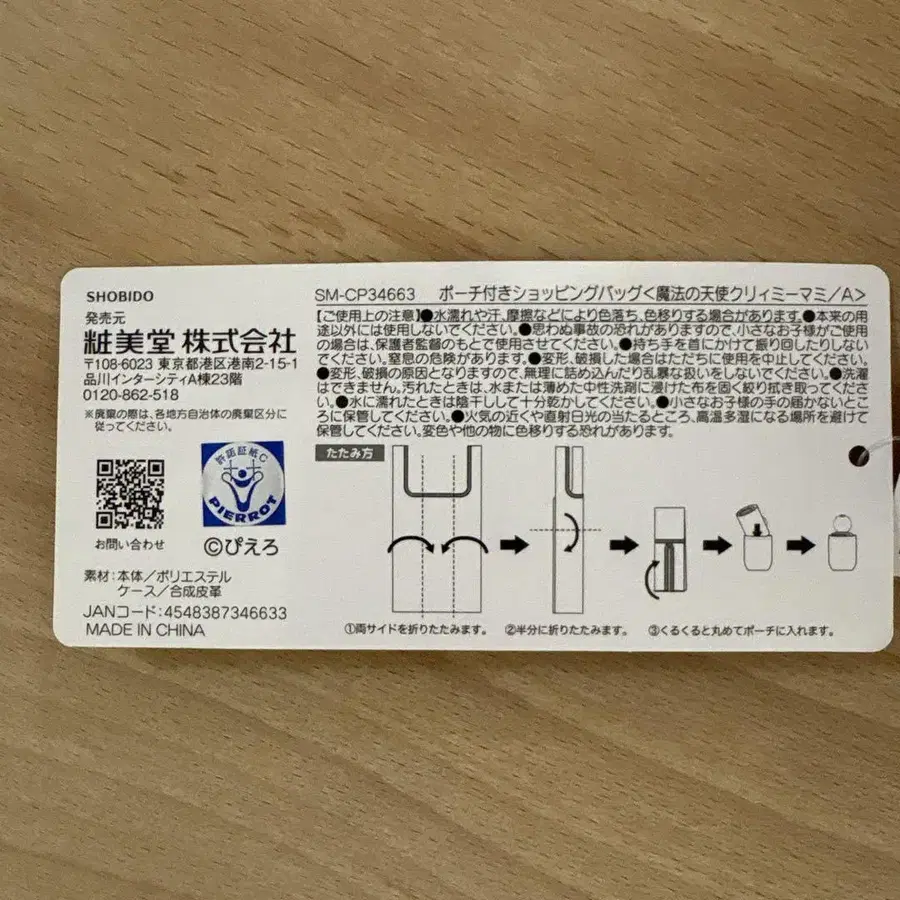 SHOBIDO
発売元
粧美堂 株式会社
〒108-6023 東京都港区港南2-15-1
品川インターシティA棟23階
0120-862-518
※廃棄の際は、各地方自治体の廃棄区分に
従ってください。
お問い合わせ
許諾証紙C
PIERROT
©ぴえろ
素材：本体／ポリエステル
ケース／合成皮革
JANコード：4548387346633
MADE IN CHINA
SM-CP34663 ポーチ付きショッピングバッグ<魔法の天使クリィミーマミ/A>
【ご使用上の注意】●水濡れや汗、摩擦などにより色落ち、色移りする場合があります。●本来の用
途以外には使用しないでください。●思わぬ事故の恐れがありますので、小さなお子様がご使用
の場合は、保護者監督のもとで使用させてください。●持ち手を首にかけて振り回したりしない
でください。窒息の危険があります。●変形、破損した場合はただちに使用を中止してください。
●変形、破損の原因となりますので、無理に詰め込んだり乱暴な扱いをしないでください。●洗濯
はできません。汚れたときは、水または薄めた中性洗剤に浸けた布を固く絞り拭き取ってくださ
い。●水に濡れたときは陰干しして十分乾かしてください。●小さなお子様の手の届かないとこ
ろに保管してください。●火気の近くや直射日光の当たるところ、高温多湿になる場所を避けて
保管してください。変色や他の物に色移りする恐れがあります。
たたみ方
①両サイドを折りたたみます。 ②半分に折りたたみます。 ③くるくると丸めてポーチに入れます。